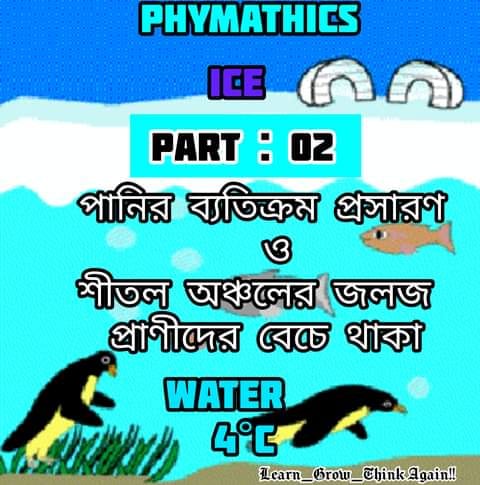 PHYMATHICS
ICE
PART : 02
পানির ব্যতিক্রম প্রসারণ
ও
শীতল অঞ্চলের জলজ
প্রাণীদের বেচে থাকা
WATER
4°C
Learn_Grow_Think Again!!